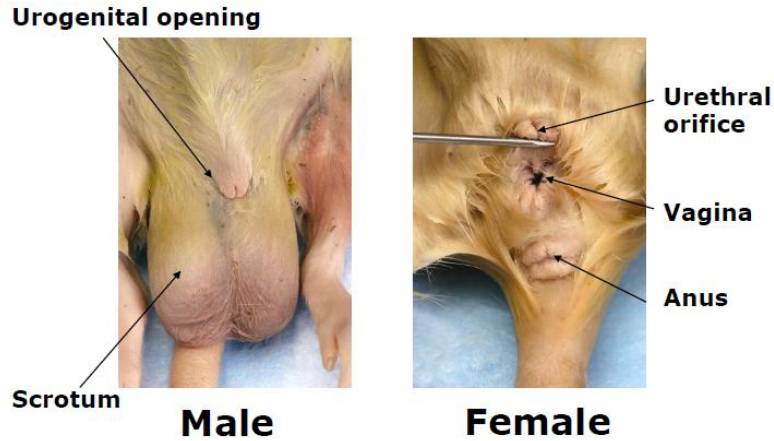 Urogenital opening
Urethral
orifice
Vagina
Anus
Scrotum
Male
Female